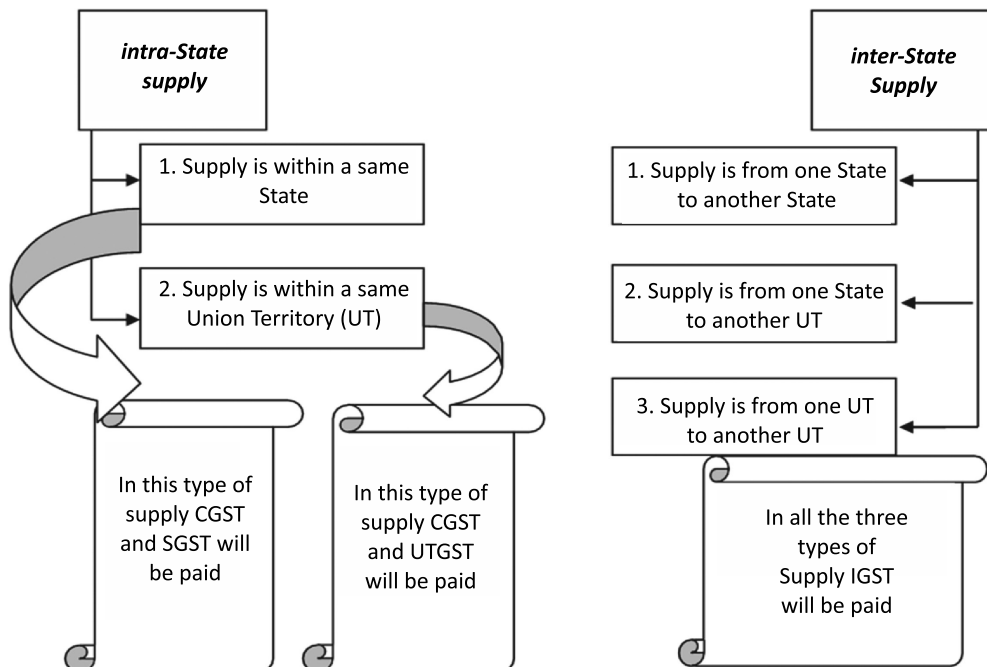 intra-State
supply
1. Supply is within a same
State
2. Supply is within a same
Union Territory (UT)
In this type of
supply CGST
and SGST will
be paid
In this type of
supply CGST
and UTGST
will be paid
inter-State
Supply
1. Supply is from one State
to another State
2. Supply is from one State
to another UT
3. Supply is from one UT
to another UT
In all the three
types of
Supply IGST
will be paid